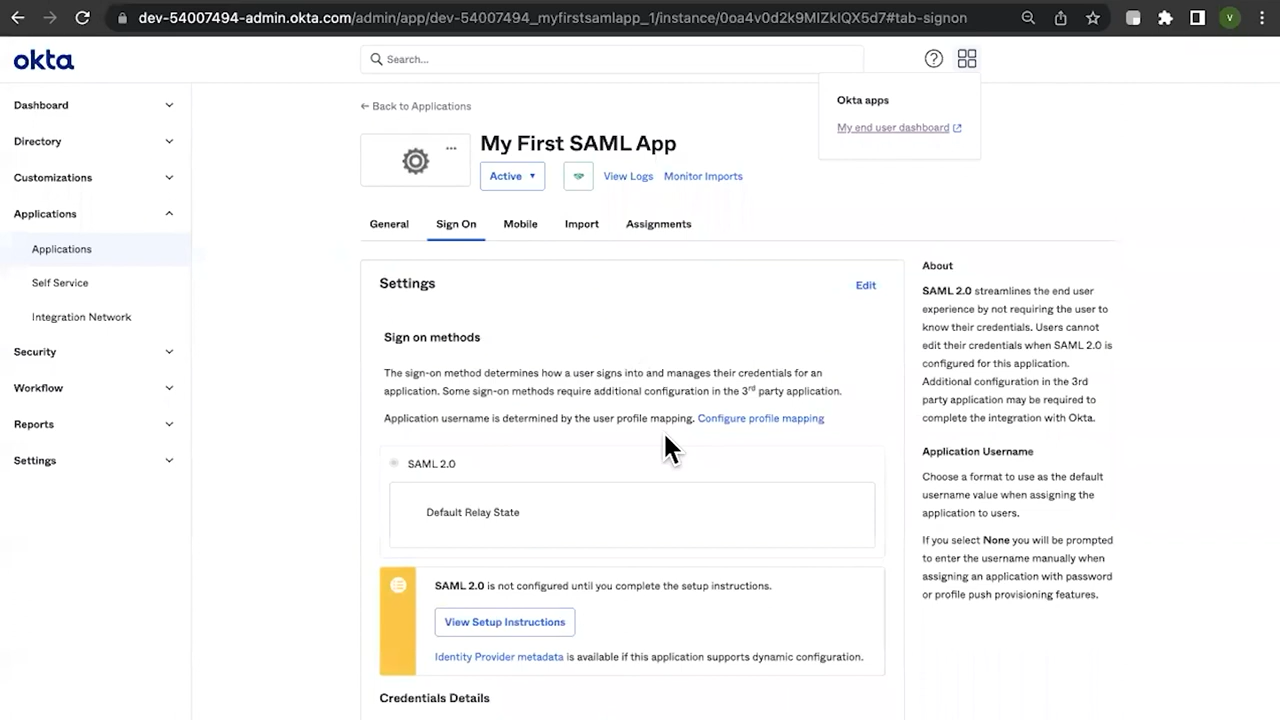 dev-54007494-admin.okta.com/admin/app/dev-54007494_myfirstsamlapp_1/instance/0oa4v0d2k9MIZkIQX5d7#tab-signon
V
okta
Search...
Okta apps
My end user dashboard
Dashboard
Directory
Customizations
Applications
Applications
Self Service
Integration Network
Security
Workflow
Reports
Settings
← Back to Applications
My First SAML App
Active
View Logs
Monitor Imports
General
Sign On
Mobile
Import
Assignments
Settings
Edit
Sign on methods
The sign-on method determines how a user signs into and manages their credentials for an
application. Some sign-on methods require additional configuration in the 3rd party application.
Application username is determined by the user profile mapping. Configure profile mapping
SAML 2.0
Default Relay State
SAML 2.0 is not configured until you complete the setup instructions.
View Setup Instructions
Identity Provider metadata is available if this application supports dynamic configuration.
Credentials Details
About
SAML 2.0 streamlines the end user
experience by not requiring the user to
know their credentials. Users cannot
edit their credentials when SAML 2.0 is
configured for this application.
Additional configuration in the 3rd
party application may be required to
complete the integration with Okta.
Application Username
Choose a format to use as the default
username value when assigning the
application to users.
If you select None you will be prompted
to enter the username manually when
assigning an application with password
or profile push provisioning features.